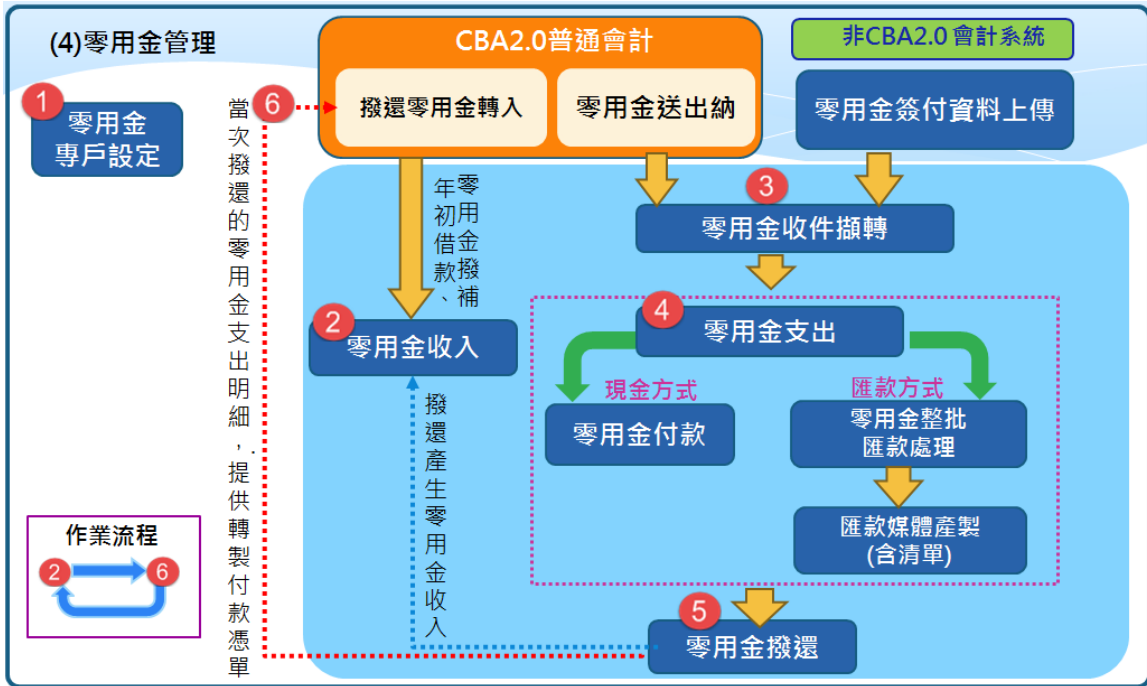 (4)零用金管理
CBA2.0普通會計
非CBA2.0會計系統
1
零用金
專戶設定
6
撥還零用金轉入
零用金送出納
零用金簽付資料上傳
當次撥還的零用金支出明細，提供轉製付款憑單
零用金撥補
年初借款、
3
零用金收件擷轉
2
零用金收入
4
零用金支出
現金方式
匯款方式
零用金付款
零用金整批
匯款處理
匯款媒體產製
(含清單)
撥還產生零用金收入
作業流程
2
6
5
零用金撥還